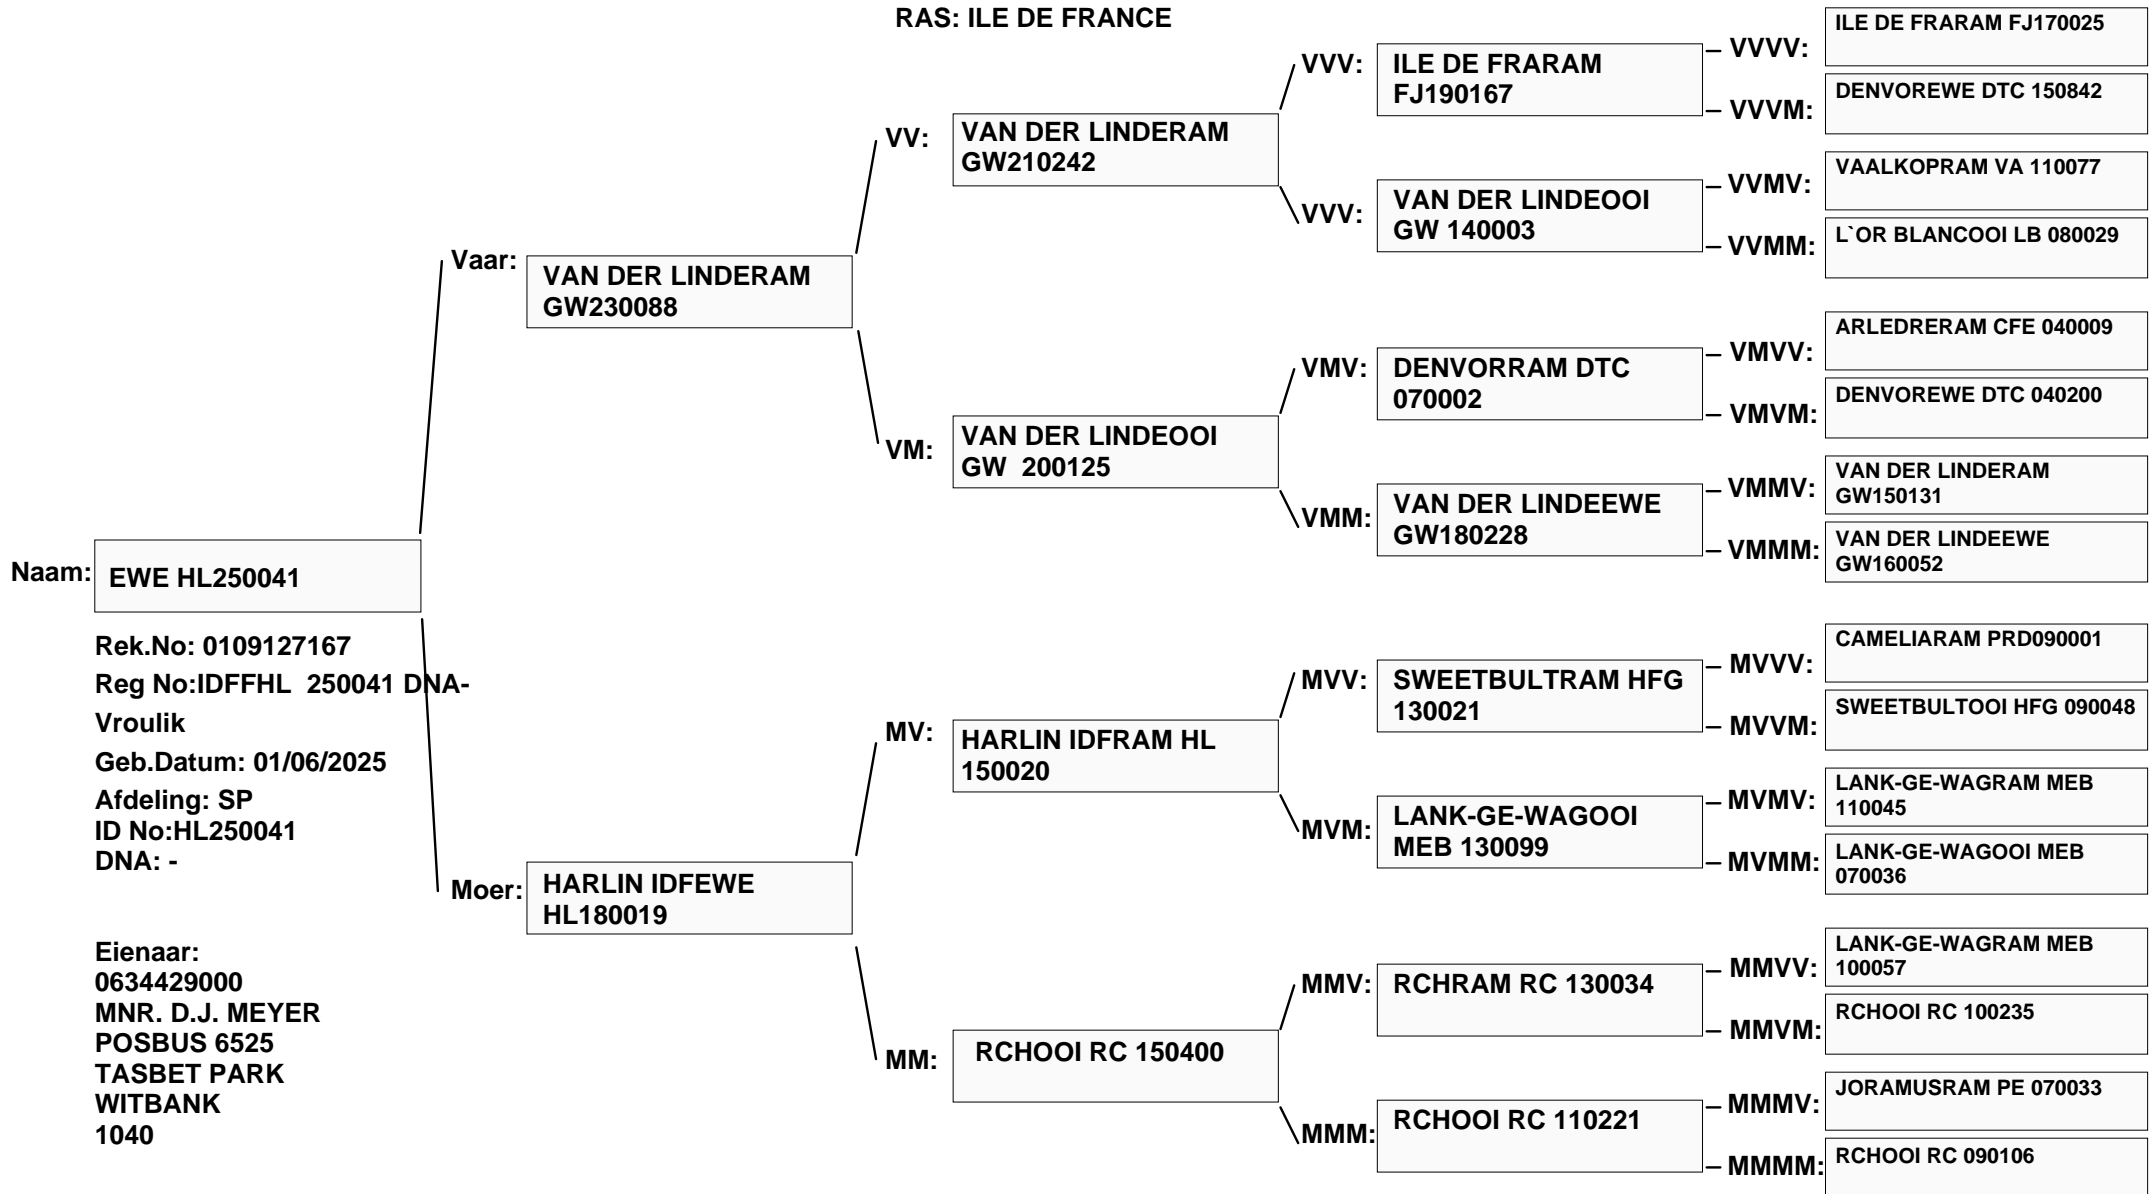 RAS: ILE DE FRANCE
Naam:
EWE HL250041
Rek.No: 0109127167
Reg No:IDFFHL  250041 DNA-
Vroulik
Geb.Datum: 01/06/2025
Afdeling: SP
ID No:HL250041
DNA: -
Eienaar:
0634429000
MNR. D.J. MEYER
POSBUS 6525
TASBET PARK
WITBANK
1040
Vaar:
VAN DER LINDERAM
GW230088
Moer:
HARLIN IDFEWE
HL180019
VV:
VAN DER LINDERAM
GW210242
VM:
VAN DER LINDEOOI
GW  200125
MV:
HARLIN IDFRAM HL
150020
MM:
RCHOOI RC 150400
VVV:
ILE DE FRARAM
FJ190167
VVV:
VAN DER LINDEOOI
GW 140003
VMV:
DENVORRAM DTC
070002
VMM:
VAN DER LINDEEWE
GW180228
MVV:
SWEETBULTRAM HFG
130021
MVM:
LANK-GE-WAGOOI
MEB 130099
MMV:
RCHRAM RC 130034
MMM:
RCHOOI RC 110221
VVVV:
ILE DE FRARAM FJ170025
VVVM:
DENVOREWE DTC 150842
VVMV:
VAALKOPRAM VA 110077
VVMM:
L`OR BLANCOOI LB 080029
VMVV:
ARLEDRERAM CFE 040009
VMVM:
DENVOREWE DTC 040200
VMMV:
VAN DER LINDERAM
GW150131
VMMM:
VAN DER LINDEEWE
GW160052
MVVV:
CAMELIARAM PRD090001
MVVM:
SWEETBULTOOI HFG 090048
MVMV:
LANK-GE-WAGRAM MEB
110045
MVMM:
LANK-GE-WAGOOI MEB
070036
MMVV:
LANK-GE-WAGRAM MEB
100057
MMVM:
RCHOOI RC 100235
MMMV:
JORAMUSRAM PE 070033
MMMM:
RCHOOI RC 090106